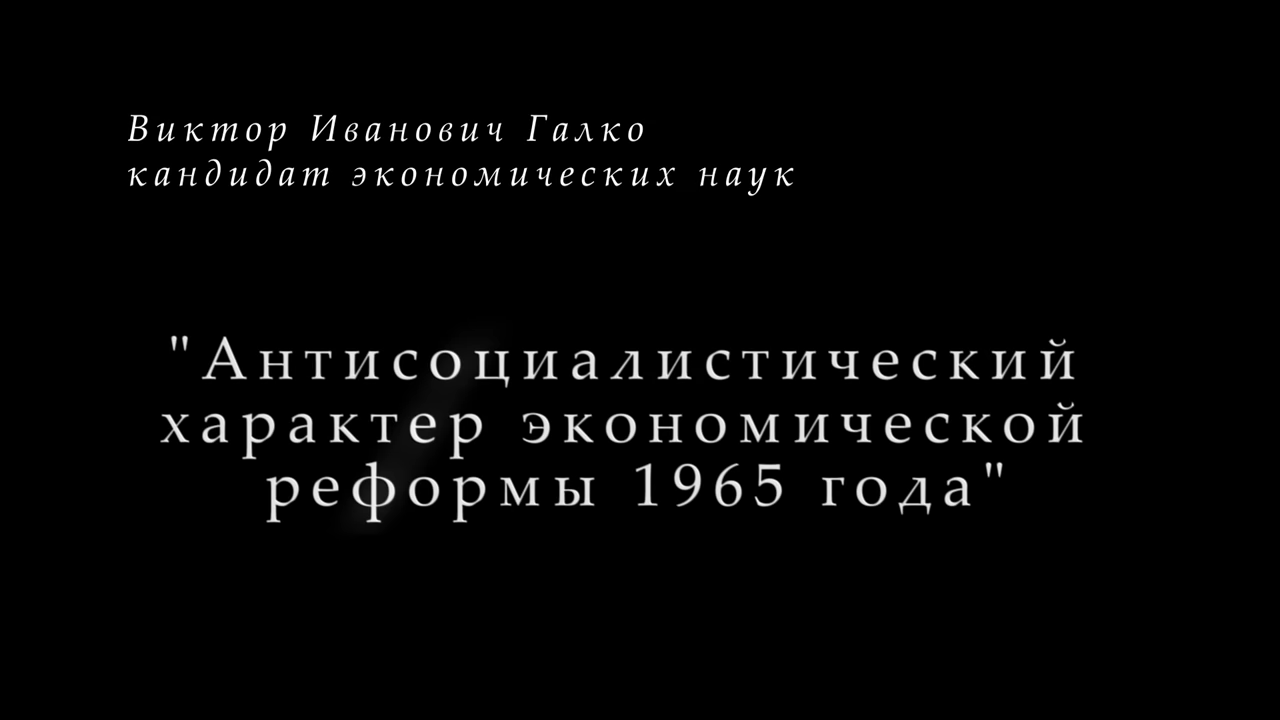 Виктор Иванович Галко
кандидат экономических наук
"Антисоциалистический
характер экономической
реформы 1965 года"